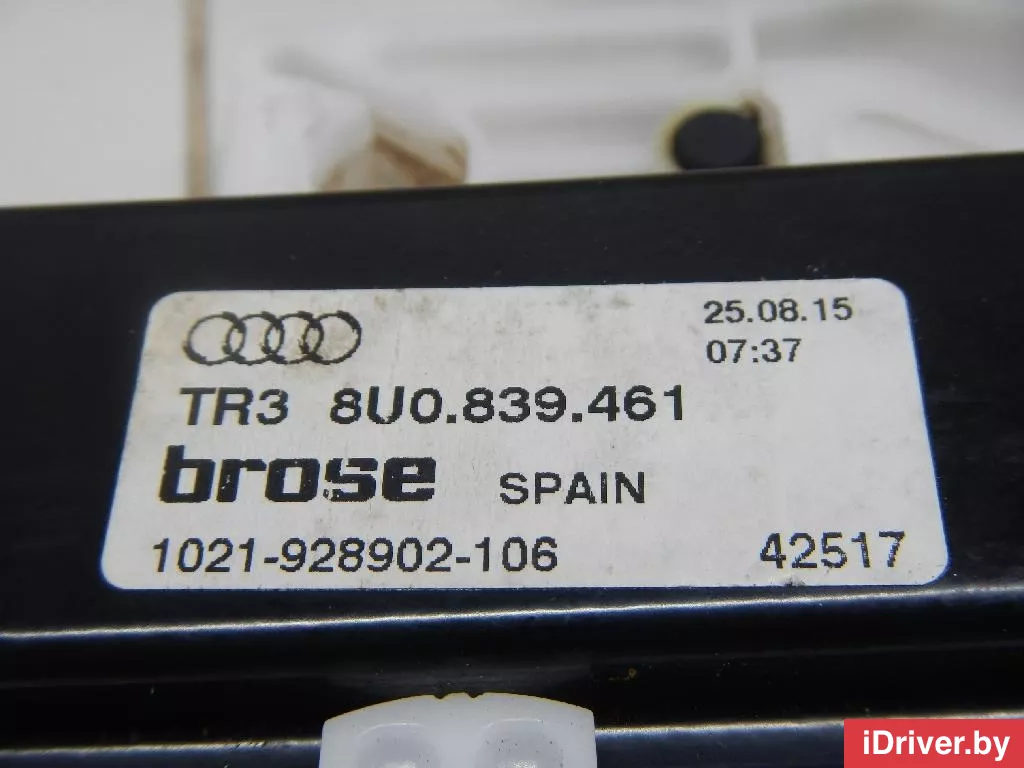 25.08.15
07:37
TR3 8U0.839.461
brose SPAIN
1021-928902-106 42517
iDriver.by